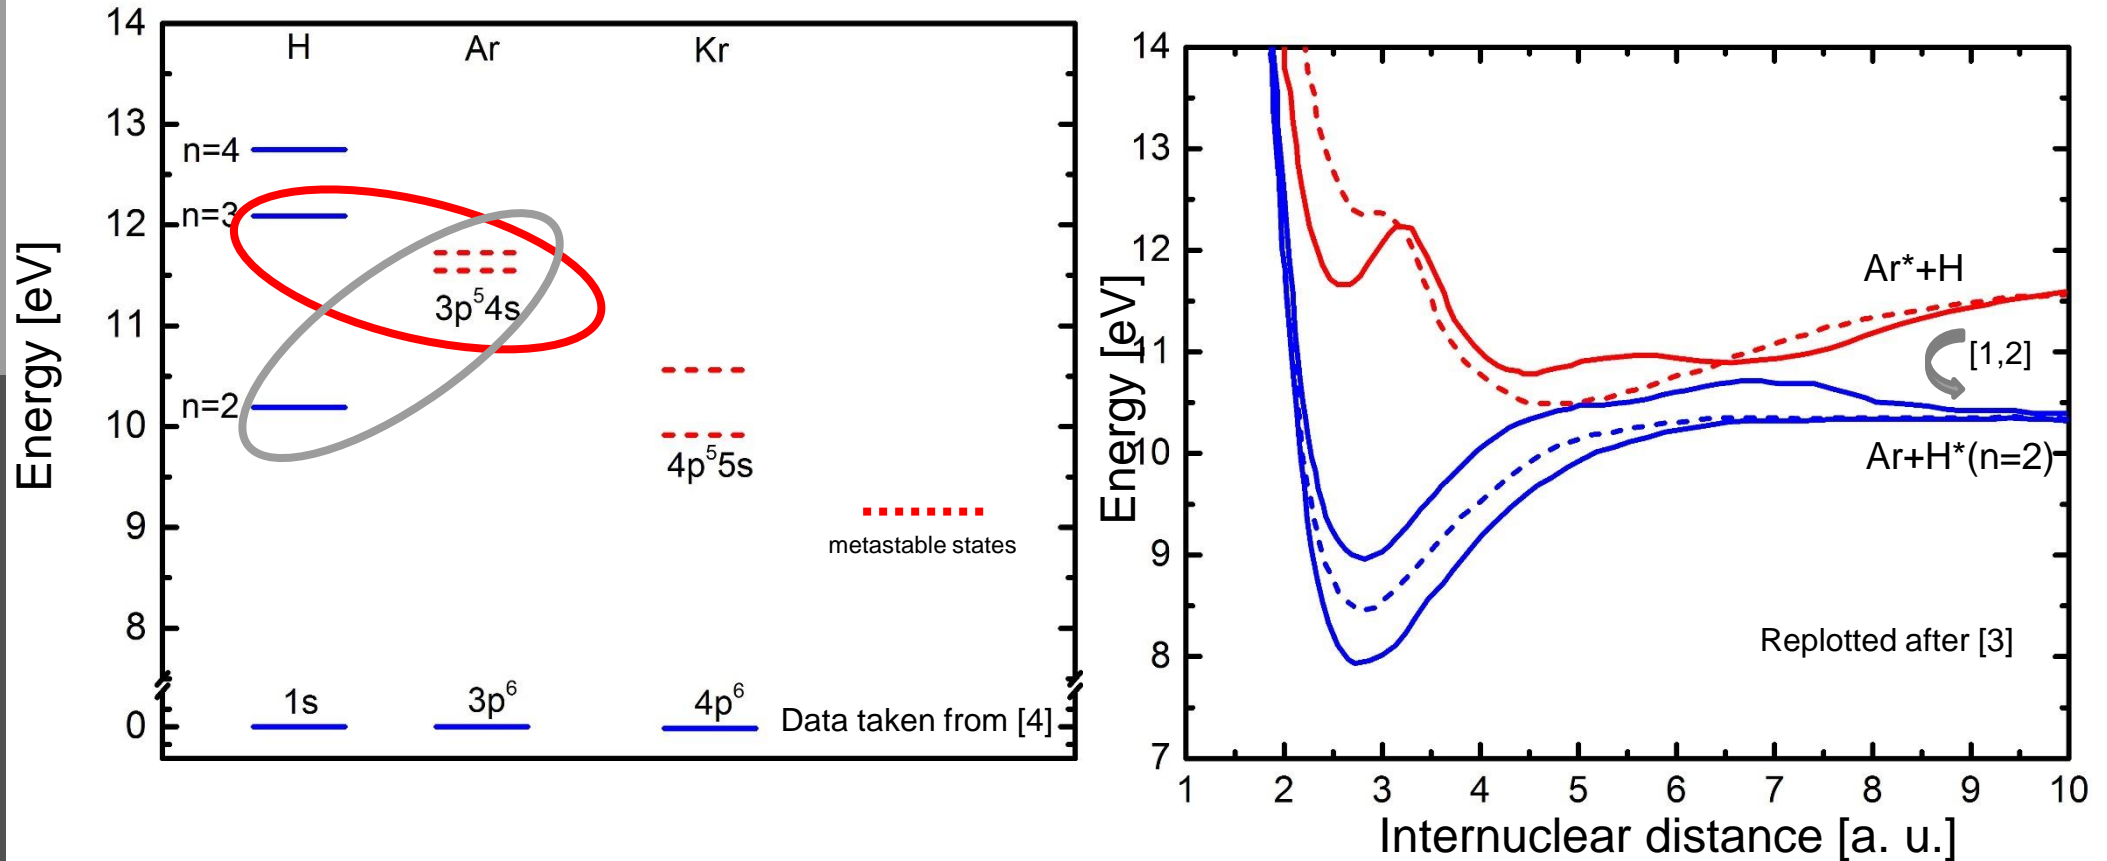 14
13
12
11
10
9
8
0
Energy [eV]
H
Ar
Kr
n=4
n=3
n=2
3p⁵4s
4p⁵5s
metastable states
1s
3p⁶
4p⁶
Data taken from [4]
14
13
12
11
10
9
8
7
Energy [eV]
Ar*+H
[1,2]
Ar+H*(n=2)
Replotted after [3]
1 2 3 4 5 6 7 8 9 10
Internuclear distance [a. u.]